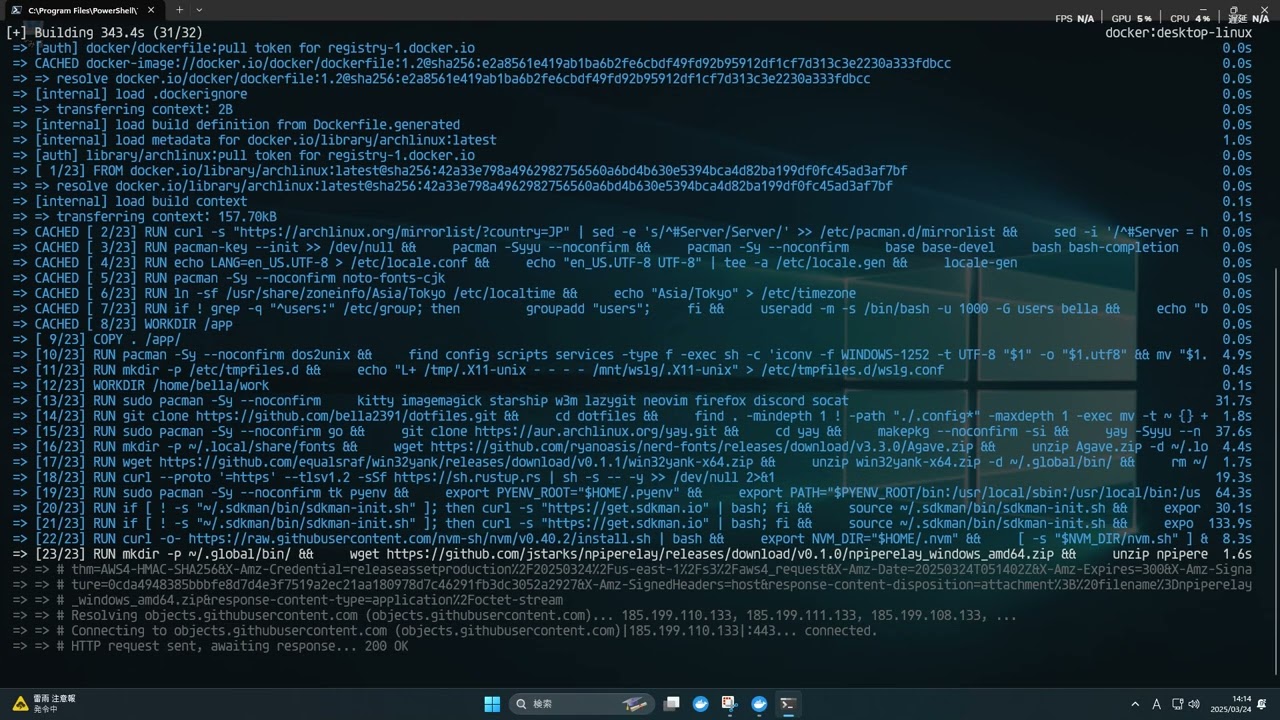 C:\Program Files\PowerShell\
FPS N/A | GPU 5 % | CPU 4 % | 遅延 N/A
[+] Building 343.4s (31/32) docker:desktop-linux
=> [auth] docker/dockerfile:pull token for registry-1.docker.io 0.0s
=> CACHED docker-image://docker.io/docker/dockerfile:1.2@sha256:e2a8561e419ab1ba6b2fe6cbdf49fd92b95912df1cf7d313c3e2230a333fdbcc 0.0s
=> => resolve docker.io/docker/dockerfile:1.2@sha256:e2a8561e419ab1ba6b2fe6cbdf49fd92b95912df1cf7d313c3e2230a333fdbcc 0.0s
=> [internal] load .dockerignore 0.0s
=> => transferring context: 2B 0.0s
=> [internal] load build definition from Dockerfile.generated 0.0s
=> [internal] load metadata for docker.io/library/archlinux:latest 1.0s
=> [auth] library/archlinux:pull token for registry-1.docker.io 0.0s
=> [ 1/23] FROM docker.io/library/archlinux:latest@sha256:42a33e798a4962982756560a6bd4b630e5394bca4d82ba199df0fc45ad3af7bf 0.0s
=> => resolve docker.io/library/archlinux:latest@sha256:42a33e798a4962982756560a6bd4b630e5394bca4d82ba199df0fc45ad3af7bf 0.0s
=> [internal] load build context 0.1s
=> => transferring context: 157.70kB 0.1s
=> CACHED [ 2/23] RUN curl -s "https://archlinux.org/mirrorlist/?country=JP" | sed -e 's/^#Server/Server/' >> /etc/pacman.d/mirrorlist && sed -i '/^#Server = h 0.0s
=> CACHED [ 3/23] RUN pacman-key --init >> /dev/null && pacman -Syyu --noconfirm && pacman -Sy --noconfirm base base-devel bash bash-completion 0.0s
=> CACHED [ 4/23] RUN echo LANG=en_US.UTF-8 > /etc/locale.conf && echo "en_US.UTF-8 UTF-8" | tee -a /etc/locale.gen && locale-gen 0.0s
=> CACHED [ 5/23] RUN pacman -Sy --noconfirm noto-fonts-cjk 0.0s
=> CACHED [ 6/23] RUN ln -sf /usr/share/zoneinfo/Asia/Tokyo /etc/localtime && echo "Asia/Tokyo" > /etc/timezone 0.0s
=> CACHED [ 7/23] RUN if ! grep -q "^users:" /etc/group; then groupadd "users"; fi && useradd -m -s /bin/bash -u 1000 -G users bella && echo "b 0.0s
=> CACHED [ 8/23] WORKDIR /app 0.0s
=> [ 9/23] COPY . /app/ 0.0s
=> [10/23] RUN pacman -Sy --noconfirm dos2unix && find config scripts services -type f -exec sh -c 'iconv -f WINDOWS-1252 -t UTF-8 "$1" -o "$1.utf8" && mv "$1. 4.9s
=> [11/23] RUN mkdir -p /etc/tmpfiles.d && echo "L+ /tmp/.X11-unix - - - - /mnt/wslg/.X11-unix" > /etc/tmpfiles.d/wslg.conf 0.4s
=> [12/23] WORKDIR /home/bella/work 0.1s
=> [13/23] RUN sudo pacman -Sy --noconfirm kitty imagemagick starship w3m lazygit neovim firefox discord socat 31.7s
=> [14/23] RUN git clone https://github.com/bella2391/dotfiles.git && cd dotfiles && find . -mindepth 1 ! -path "./.config*" -maxdepth 1 -exec mv -t ~ {} + 1.8s
=> [15/23] RUN sudo pacman -Sy --noconfirm go && git clone https://aur.archlinux.org/yay.git && cd yay && makepkg --noconfirm -si && yay -Syyu --n 37.6s
=> [16/23] RUN mkdir -p ~/.local/share/fonts && wget https://github.com/ryanoasis/nerd-fonts/releases/download/v3.3.0/Agave.zip && unzip Agave.zip -d ~/.lo 4.4s
=> [17/23] RUN wget https://github.com/equalsraf/win32yank/releases/download/v0.1.1/win32yank-x64.zip && unzip win32yank-x64.zip -d ~/.global/bin/ && rm ~/ 1.7s
=> [18/23] RUN curl --proto '=https' --tlsv1.2 -sSf https://sh.rustup.rs | sh -s -- -y >> /dev/null 2>&1 19.3s
=> [19/23] RUN sudo pacman -Sy --noconfirm tk pyenv && export PYENV_ROOT="$HOME/.pyenv" && export PATH="$PYENV_ROOT/bin:/usr/local/sbin:/usr/local/bin:/us 64.3s
=> [20/23] RUN if [ ! -s "~/.sdkman/bin/sdkman-init.sh" ]; then curl -s "https://get.sdkman.io" | bash; fi && source ~/.sdkman/bin/sdkman-init.sh && expor 30.1s
=> [21/23] RUN if [ ! -s "~/.sdkman/bin/sdkman-init.sh" ]; then curl -s "https://get.sdkman.io" | bash; fi && source ~/.sdkman/bin/sdkman-init.sh && expo 133.9s
=> [22/23] RUN curl -o- https://raw.githubusercontent.com/nvm-sh/nvm/v0.40.2/install.sh | bash && export NVM_DIR="$HOME/.nvm" && [ -s "$NVM_DIR/nvm.sh" ] & 8.3s
=> [23/23] RUN mkdir -p ~/.global/bin/ && wget https://github.com/jstarks/npiperelay/releases/download/v0.1.0/npiperelay_windows_amd64.zip && unzip npipere 1.6s
=> => # thm=AWS4-HMAC-SHA256&X-Amz-Credential=releaseassetproduction%2F20250324%2Fus-east-1%2Fs3%2Faws4_request&X-Amz-Date=20250324T051402Z&X-Amz-Expires=300&X-Amz-Signa
=> => # ture=0cda4948385bbbfe8d7d4e3f7519a2ec21aa180978d7c46291fb3dc3052a2927&X-Amz-SignedHeaders=host&response-content-disposition=attachment%3B%20filename%3Dnpiperelay
=> => # _windows_amd64.zip&response-content-type=application%2Foctet-stream
=> => # Resolving objects.githubusercontent.com (objects.githubusercontent.com)... 185.199.110.133, 185.199.111.133, 185.199.108.133, ...
=> => # Connecting to objects.githubusercontent.com (objects.githubusercontent.com)|185.199.110.133|:443... connected.
=> => # HTTP request sent, awaiting response... 200 OK
雷雨 注意報
発令中
検索
A
14:14
2025/03/24